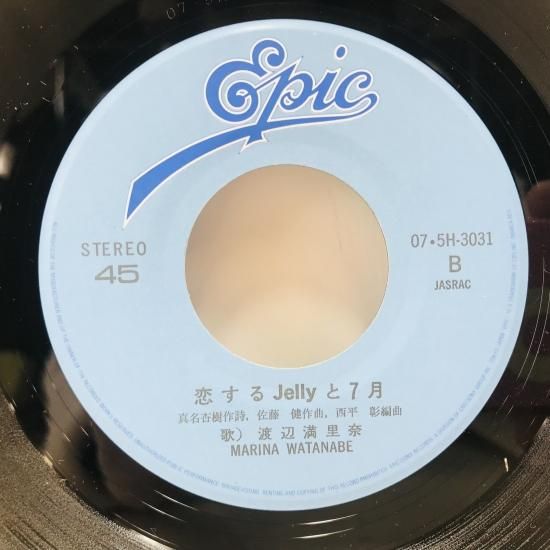 07
Epic
STEREO
45
07・5H-3031
B
JASRAC
恋するJellyと7月
真名杏樹作詩, 佐藤 健作曲, 西平 彰編曲
歌) 渡辺満里奈
MARINA WATANABE